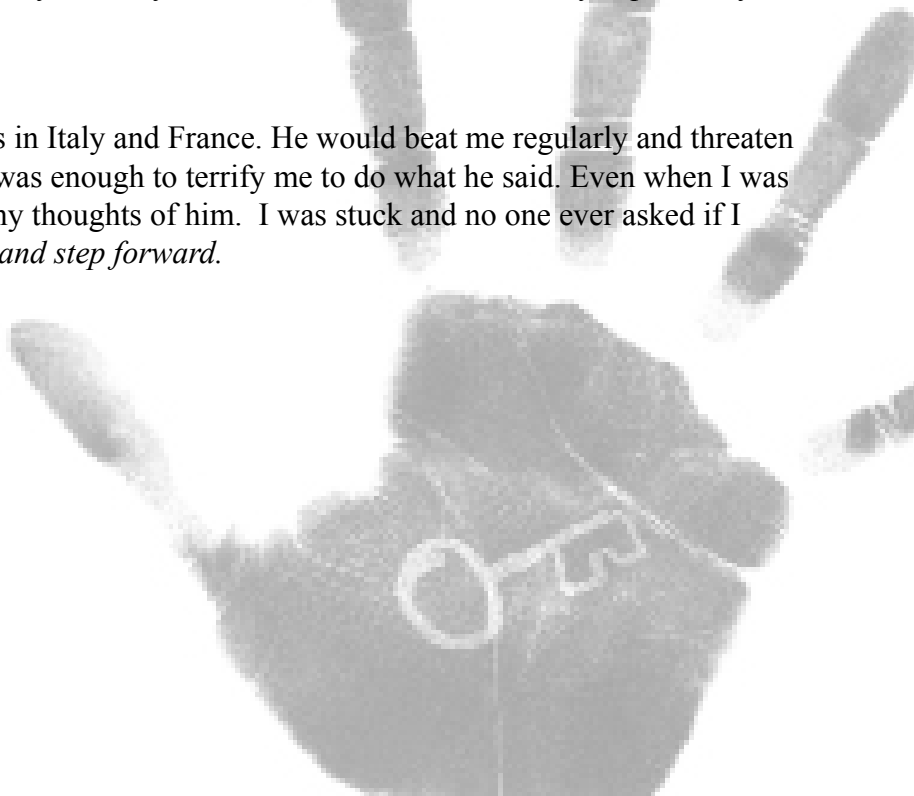 s in Italy and France. He would beat me regularly and threaten
was enough to terrify me to do what he said. Even when I was
ny thoughts of him.  I was stuck and no one ever asked if I
and step forward.